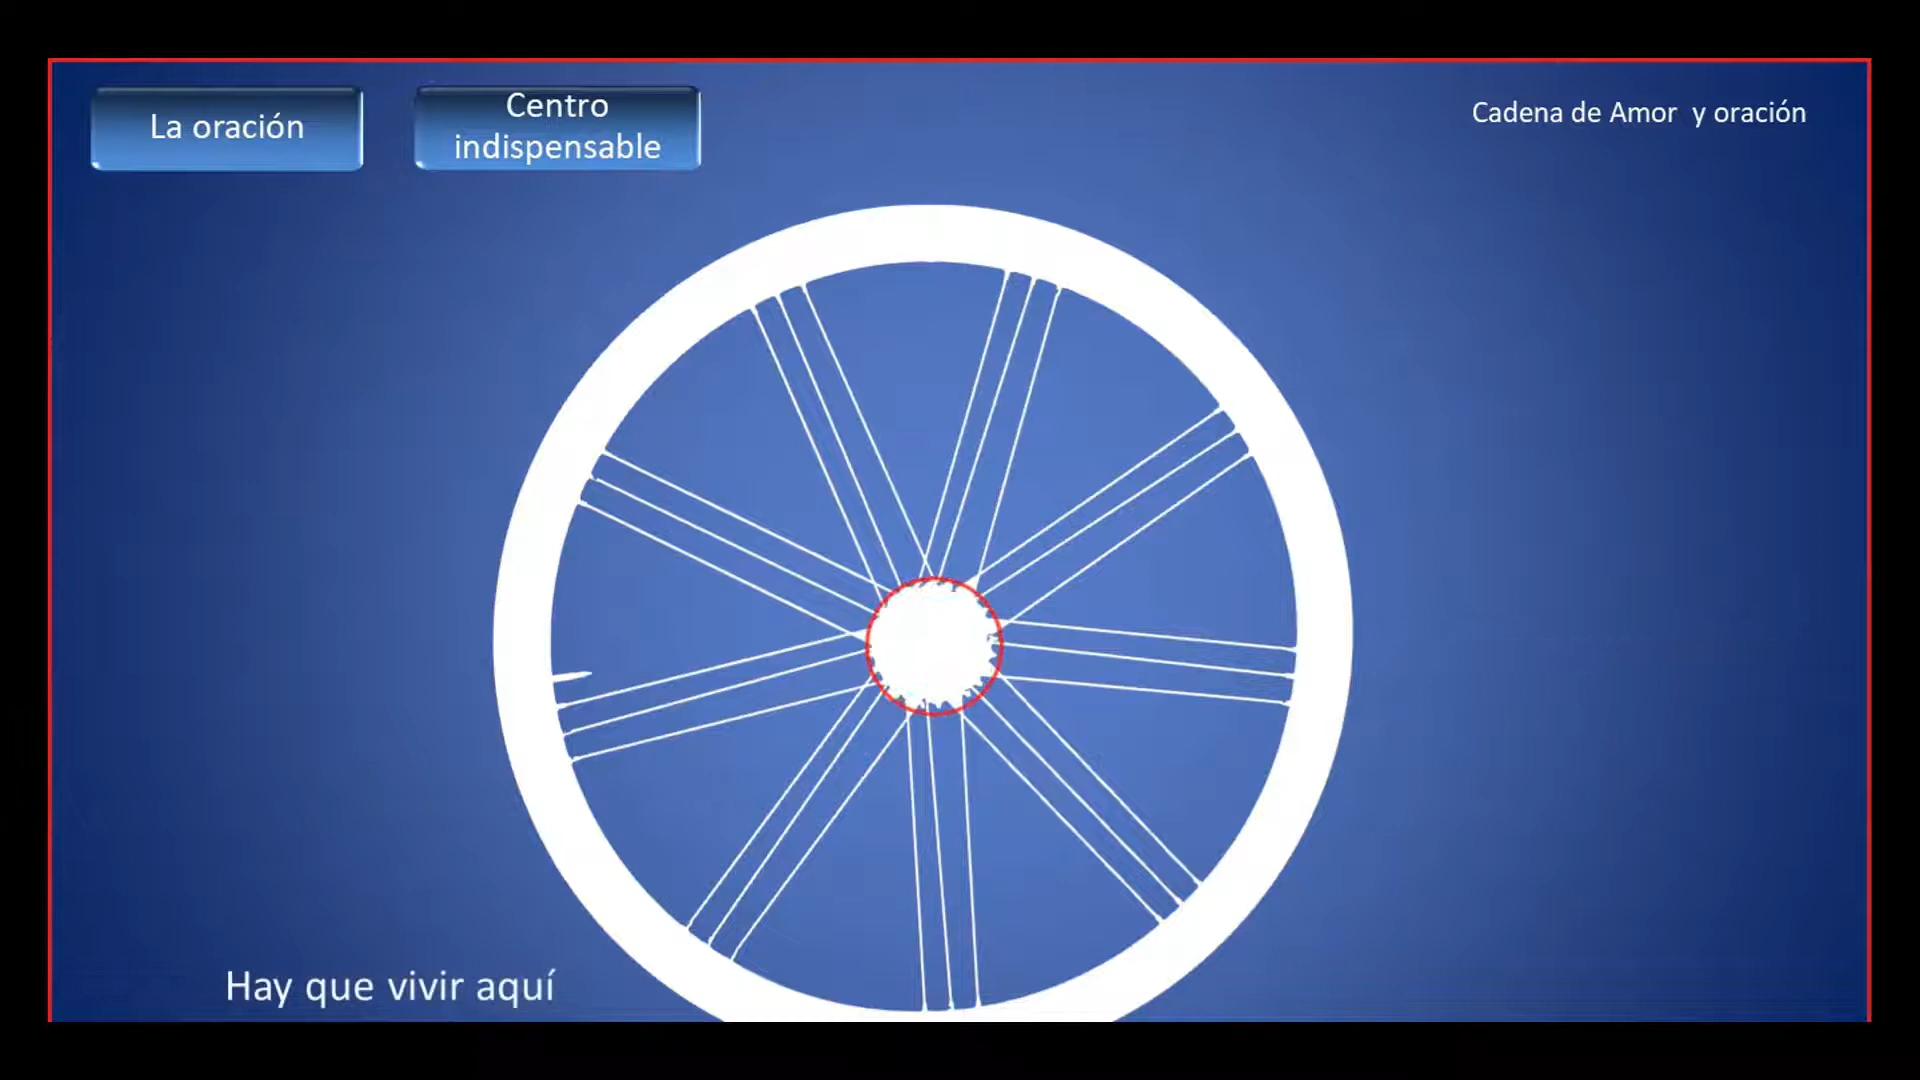 La oración
Centro
indispensable
Cadena de Amor  y oración
Hay que vivir aquí